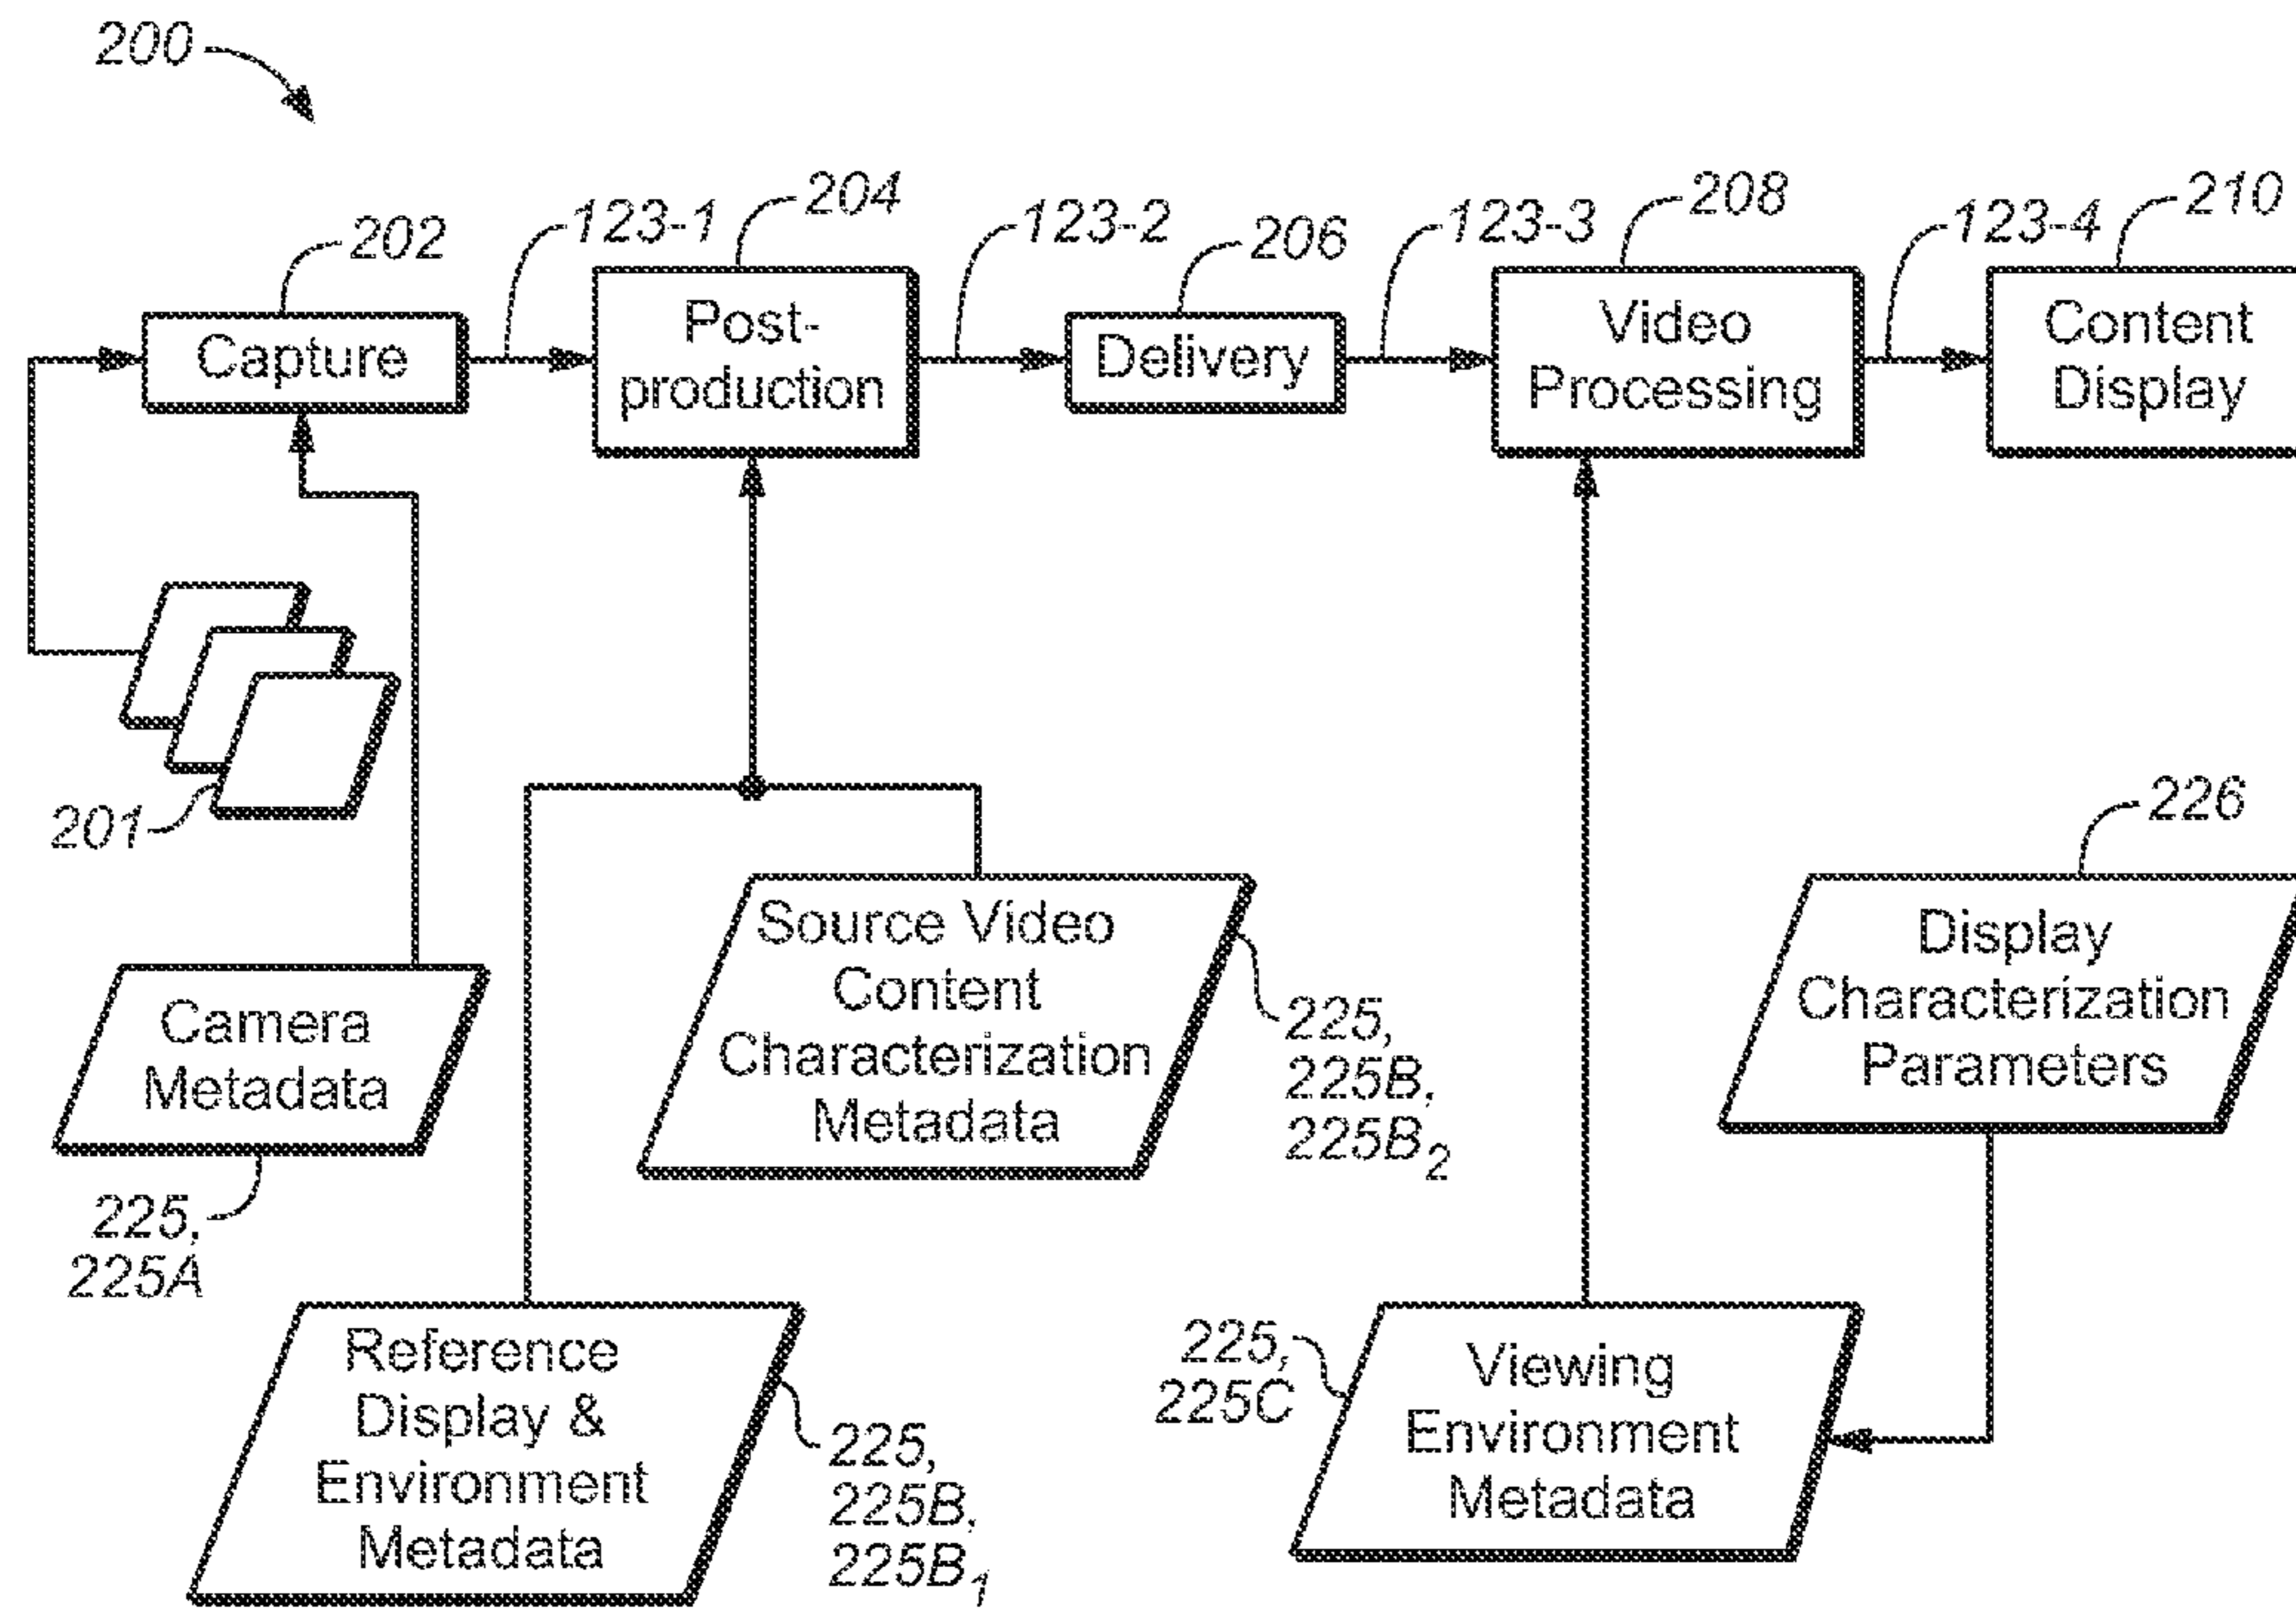 200
202
123-1
204
123-2
206
123-3
208
123-4
210
Capture
Post-
production
Delivery
Video
Processing
Content
Display
201
226
Camera
Metadata
225,
225A
Source Video
Content
Characterization
Metadata
225,
225B,
225B2
Display
Characterization
Parameters
Reference
Display &
Environment
Metadata
225,
225B,
225B1
225,
225C
Viewing
Environment
Metadata